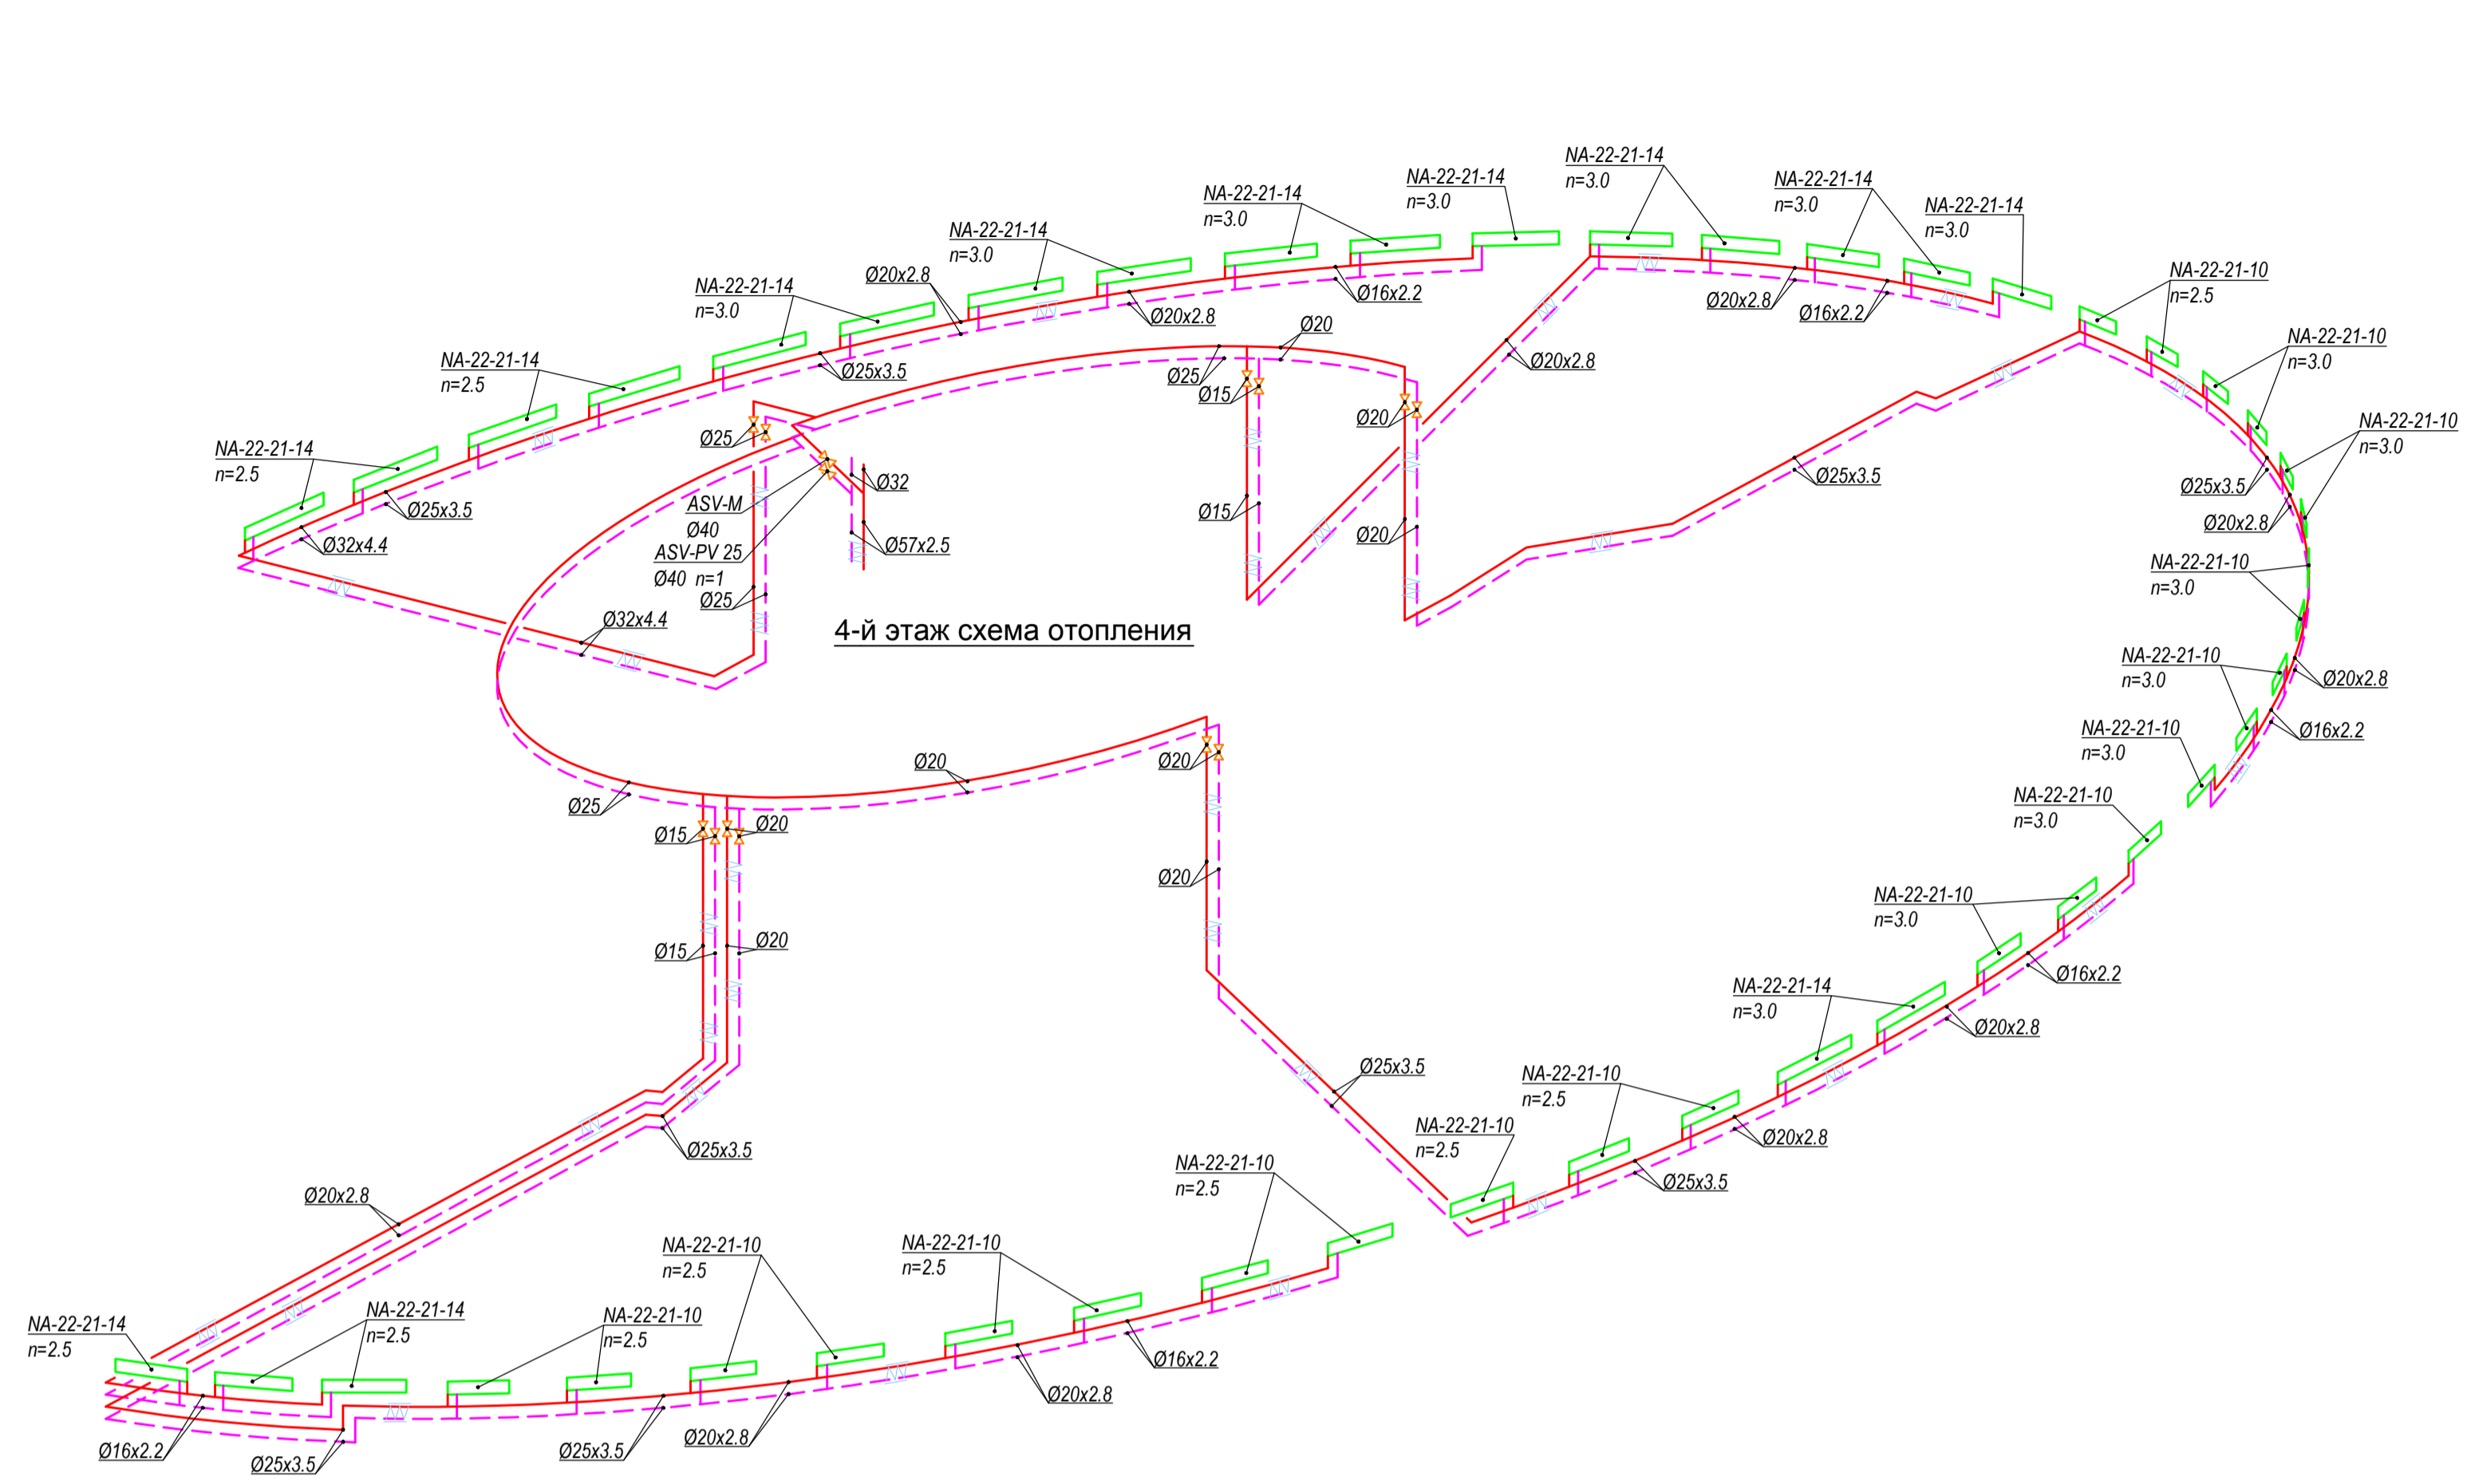 NA-22-21-14
n=3.0
NA-22-21-14
n=3.0
NA-22-21-14
n=3.0
NA-22-21-14
n=3.0
NA-22-21-14
n=3.0
NA-22-21-14
n=3.0
NA-22-21-14
n=3.0
Ø20x2.8
NA-22-21-10
n=2.5
Ø16x2.2
Ø20x2.8
Ø20x2.8
Ø16x2.2
NA-22-21-10
n=3.0
NA-22-21-14
n=2.5
Ø25x3.5
Ø20
Ø25
Ø15
Ø20x2.8
Ø20
NA-22-21-10
n=3.0
NA-22-21-14
n=2.5
Ø25
Ø32
ASV-M
Ø40
ASV-PV 25
Ø40 n=1
Ø25
Ø57x2.5
Ø25x3.5
Ø32x4.4
Ø15
Ø20
Ø25x3.5
Ø25x3.5
Ø20x2.8
NA-22-21-10
n=3.0
Ø32x4.4
4-й этаж схема отопления
NA-22-21-10
n=3.0
Ø20x2.8
NA-22-21-10
n=3.0
Ø16x2.2
Ø20
Ø20
Ø25
NA-22-21-10
n=3.0
Ø15
Ø20
Ø20
NA-22-21-10
n=3.0
Ø15
Ø20
Ø16x2.2
NA-22-21-14
n=3.0
Ø20x2.8
Ø25x3.5
NA-22-21-10
n=2.5
NA-22-21-10
n=2.5
Ø20x2.8
Ø25x3.5
Ø25x3.5
NA-22-21-10
n=2.5
Ø20x2.8
NA-22-21-10
n=2.5
NA-22-21-10
n=2.5
NA-22-21-14
n=2.5
NA-22-21-14
n=2.5
NA-22-21-10
n=2.5
Ø16x2.2
Ø20x2.8
Ø20x2.8
Ø25x3.5
Ø16x2.2
Ø25x3.5